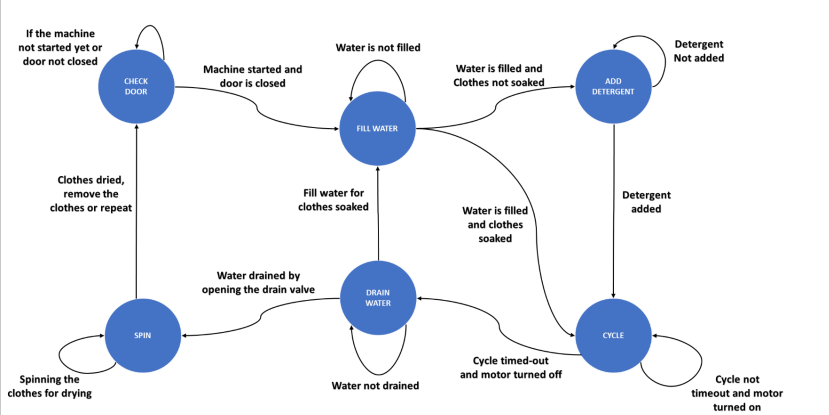 If the machine
not started yet or
door not closed
CHECK
DOOR
Machine started and
door is closed
Water is not filled
FILL WATER
Water is filled and
Clothes not soaked
ADD
DETERGENT
Detergent
Not added
Clothes dried,
remove the
clothes or repeat
Fill water for
clothes soaked
Water is filled
and clothes
soaked
Detergent
added
Water drained by
opening the drain valve
DRAIN
WATER
SPIN
CYCLE
Spinning the
clothes for drying
Water not drained
Cycle timed-out
and motor turned off
Cycle not
timeout and motor
turned on